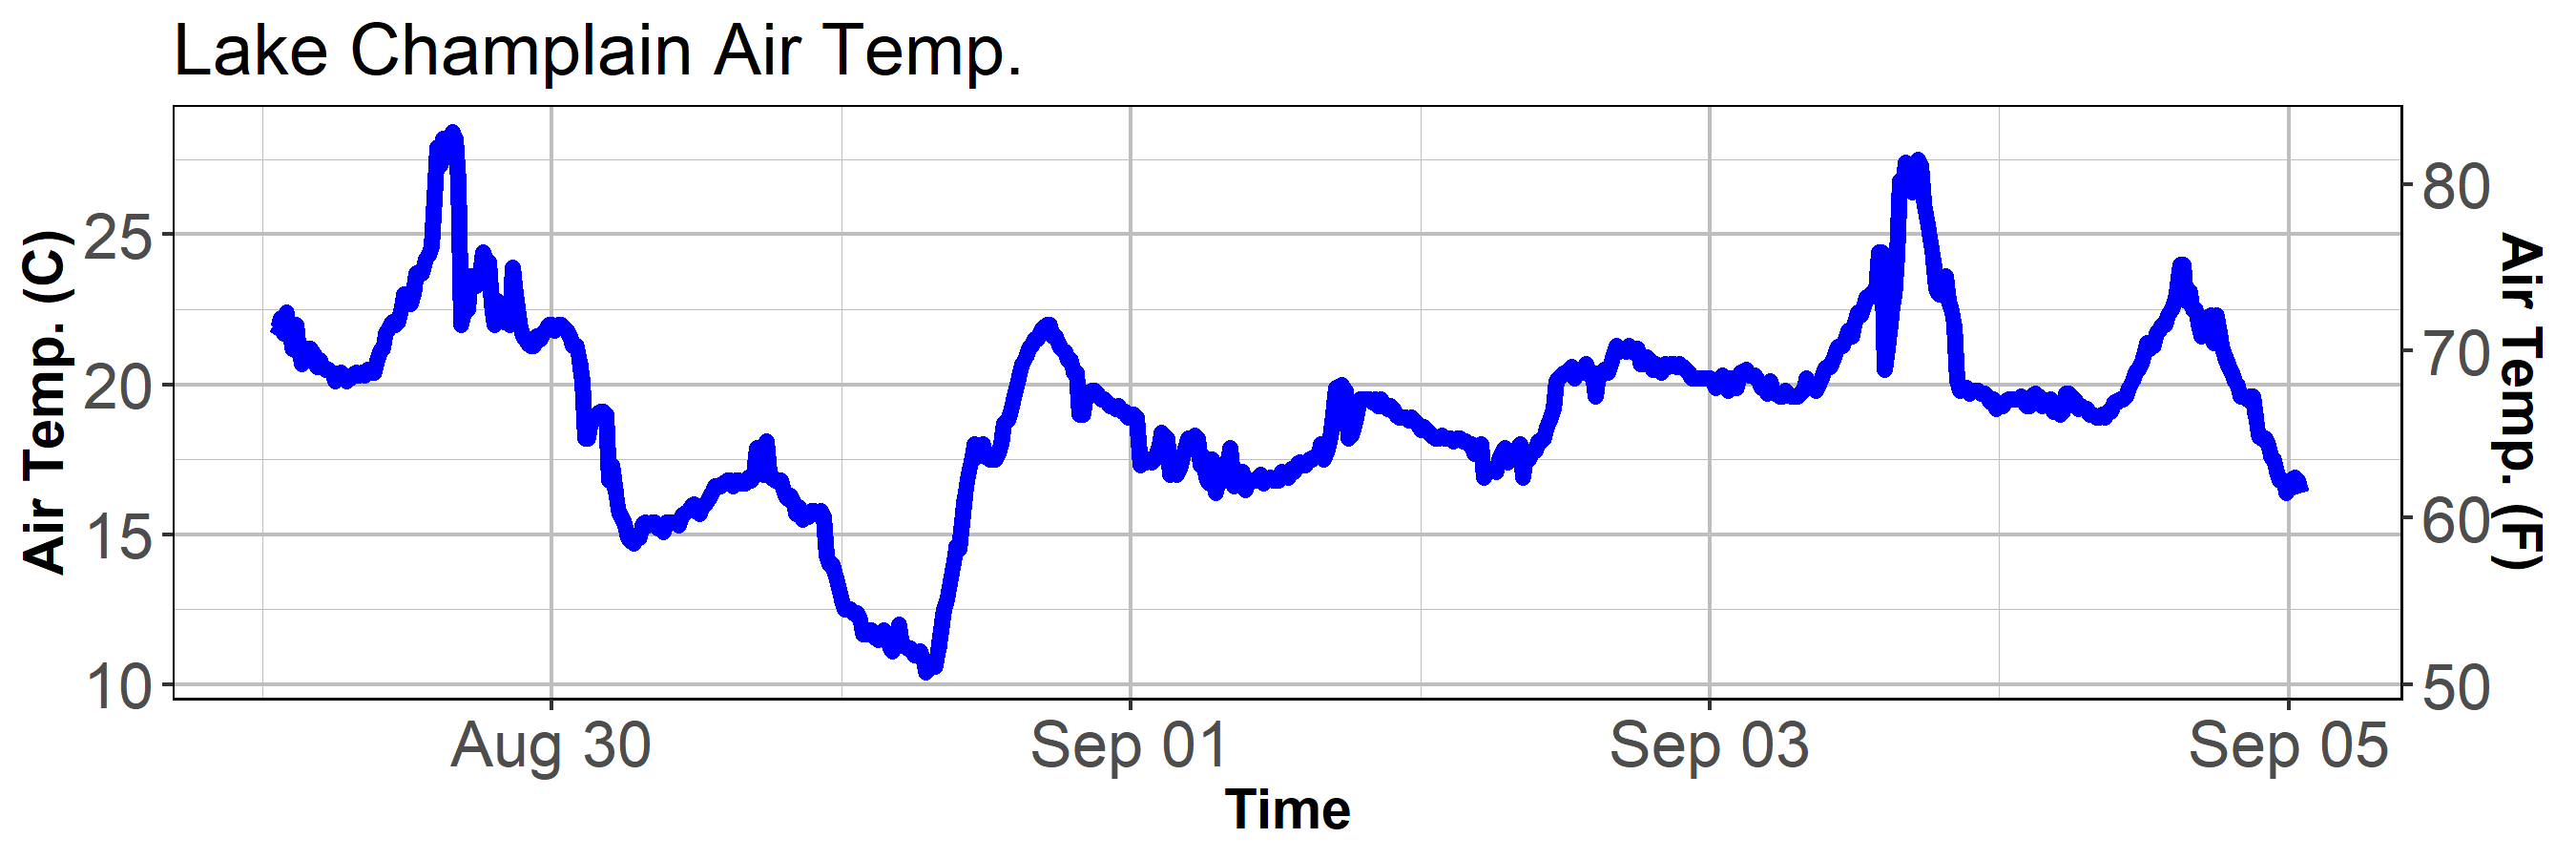 Lake Champlain Air Temp.
Air Temp. (C)
25
20
15
10
80
70
60
50
Air Temp. (F)
Aug 30
Sep 01
Sep 03
Sep 05
Time